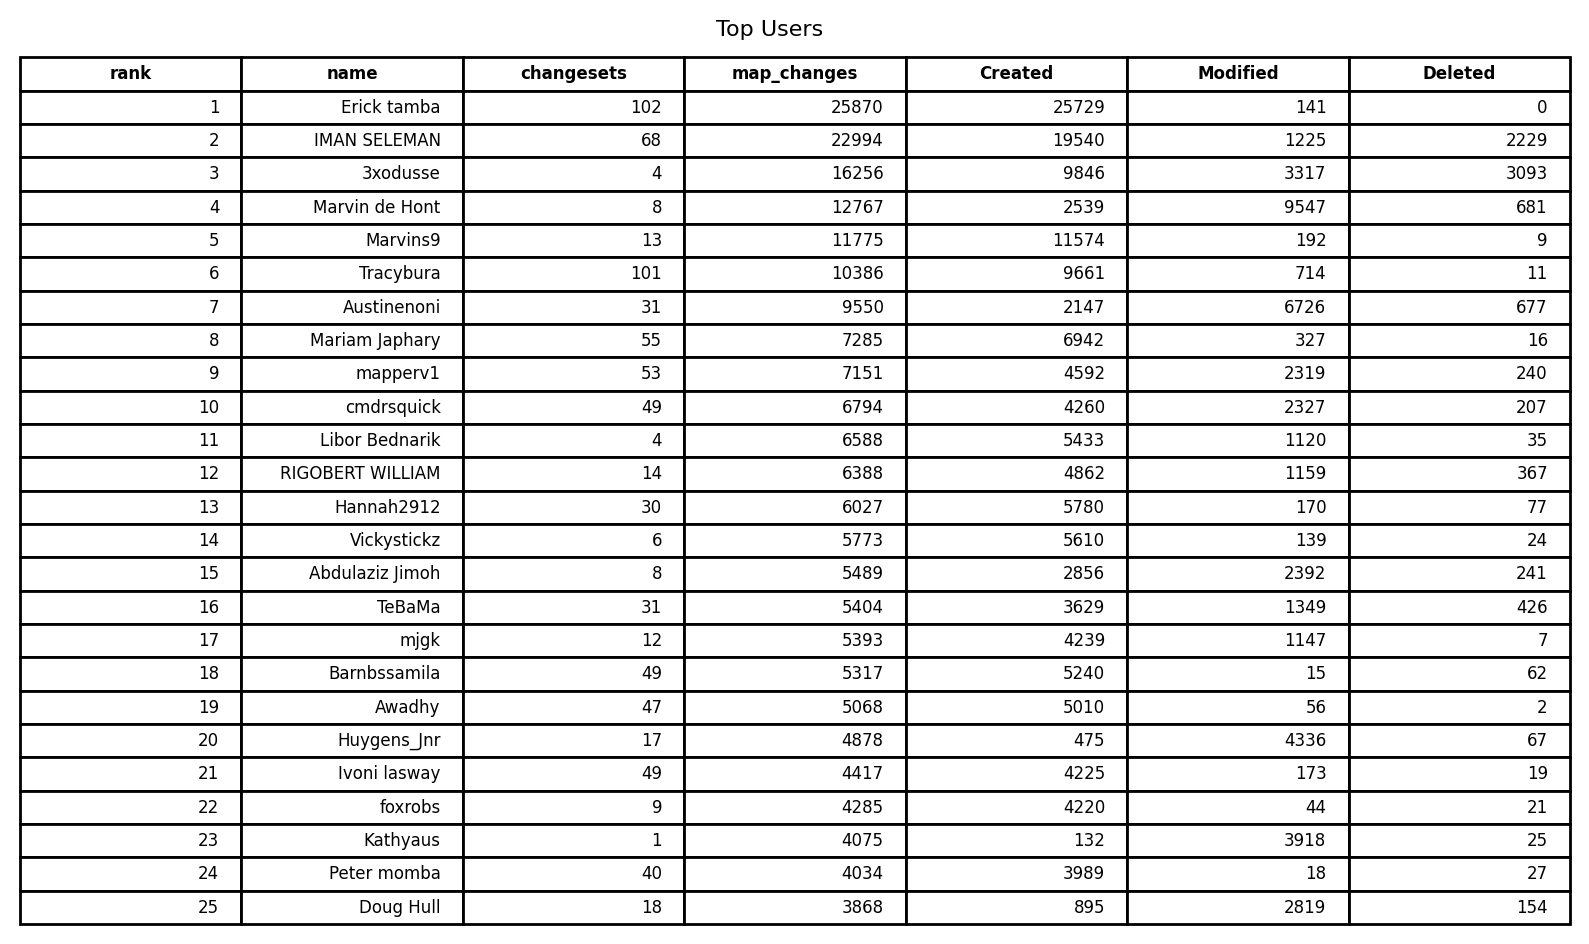 Top Users
rank name changesets map_changes Created Modified Deleted
1 Erick tamba 102 25870 25729 141 0
2 IMAN SELEMAN 68 22994 19540 1225 2229
3 3xodusse 4 16256 9846 3317 3093
4 Marvin de Hont 8 12767 2539 9547 681
5 Marvins9 13 11775 11574 192 9
6 Tracybura 101 10386 9661 714 11
7 Austinenoni 31 9550 2147 6726 677
8 Mariam Japhary 55 7285 6942 327 16
9 mapperv1 53 7151 4592 2319 240
10 cmdrsquick 49 6794 4260 2327 207
11 Libor Bednarik 4 6588 5433 1120 35
12 RIGOBERT WILLIAM 14 6388 4862 1159 367
13 Hannah2912 30 6027 5780 170 77
14 Vickystickz 6 5773 5610 139 24
15 Abdulaziz Jimoh 8 5489 2856 2392 241
16 TeBaMa 31 5404 3629 1349 426
17 mjgk 12 5393 4239 1147 7
18 Barnbssamila 49 5317 5240 15 62
19 Awadhy 47 5068 5010 56 2
20 Huygens_Jnr 17 4878 475 4336 67
21 Ivoni lasway 49 4417 4225 173 19
22 foxrobs 9 4285 4220 44 21
23 Kathyaus 1 4075 132 3918 25
24 Peter momba 40 4034 3989 18 27
25 Doug Hull 18 3868 895 2819 154